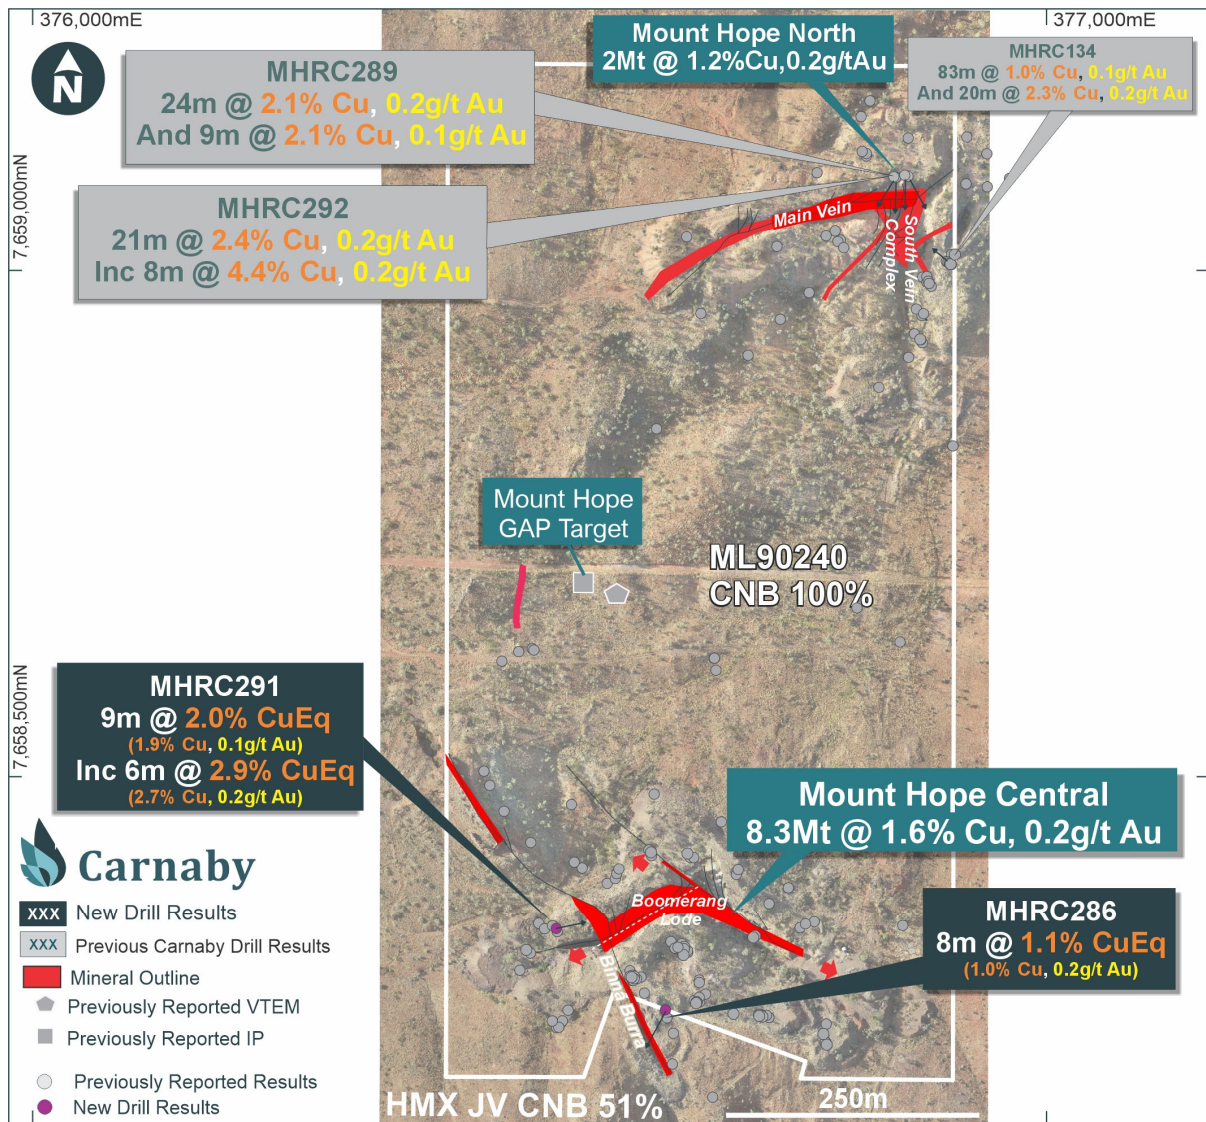 376,000mE
377,000mE
N
7,659,000mN
7,658,500mN
Mount Hope North
2Mt @ 1.2%Cu,0.2g/tAu
MHRC134
83m @ 1.0% Cu, 0.1g/t Au
And 20m @ 2.3% Cu, 0.2g/t Au
MHRC289
24m @ 2.1% Cu, 0.2g/t Au
And 9m @ 2.1% Cu, 0.1g/t Au
MHRC292
21m @ 2.4% Cu, 0.2g/t Au
Inc 8m @ 4.4% Cu, 0.2g/t Au
Main Vein
South Vein
Complex
Mount Hope
GAP Target
ML90240
CNB 100%
MHRC291
9m @ 2.0% CuEq
(1.9% Cu, 0.1g/t Au)
Inc 6m @ 2.9% CuEq
(2.7% Cu, 0.2g/t Au)
Mount Hope Central
8.3Mt @ 1.6% Cu, 0.2g/t Au
Boomerang
Lode
Binna Burra
MHRC286
8m @ 1.1% CuEq
(1.0% Cu, 0.2g/t Au)
Carnaby
XXX New Drill Results
XXX Previous Carnaby Drill Results
Mineral Outline
Previously Reported VTEM
Previously Reported IP
Previously Reported Results
New Drill Results
HMX JV CNB 51%
250m